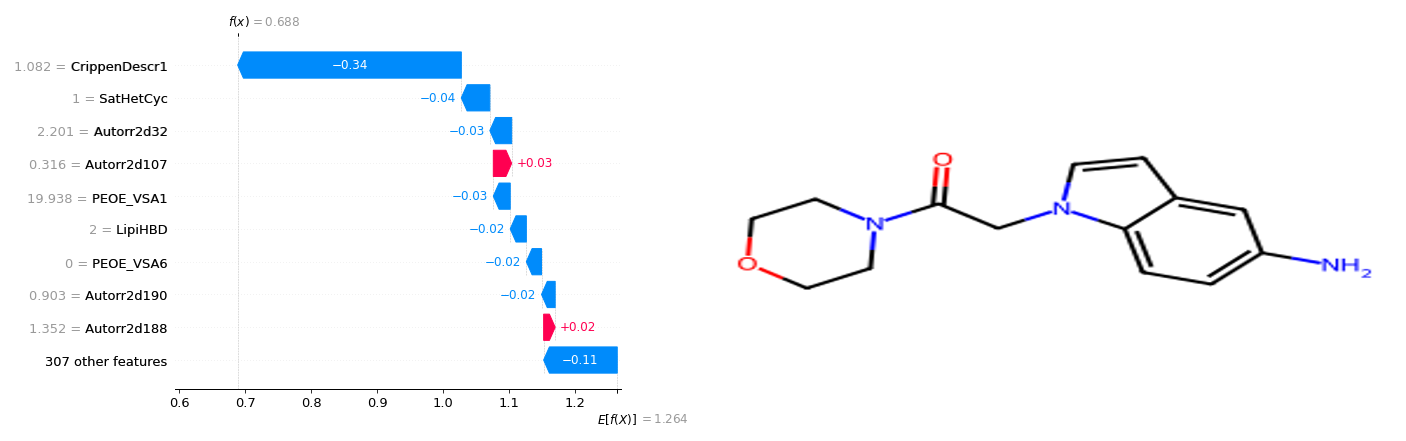 f(x) = 0.688
1.082 = CrippenDescr1
−0.34
1 = SatHetCyc
−0.04
2.201 = Autorr2d32
−0.03
0.316 = Autorr2d107
+0.03
19.938 = PEOE_VSA1
−0.03
2 = LipiHBD
−0.02
0 = PEOE_VSA6
−0.02
0.903 = Autorr2d190
−0.02
1.352 = Autorr2d188
+0.02
307 other features
−0.11
0.6 0.7 0.8 0.9 1.0 1.1 1.2
E[f(X)] = 1.264
O
N
O
N
NH2